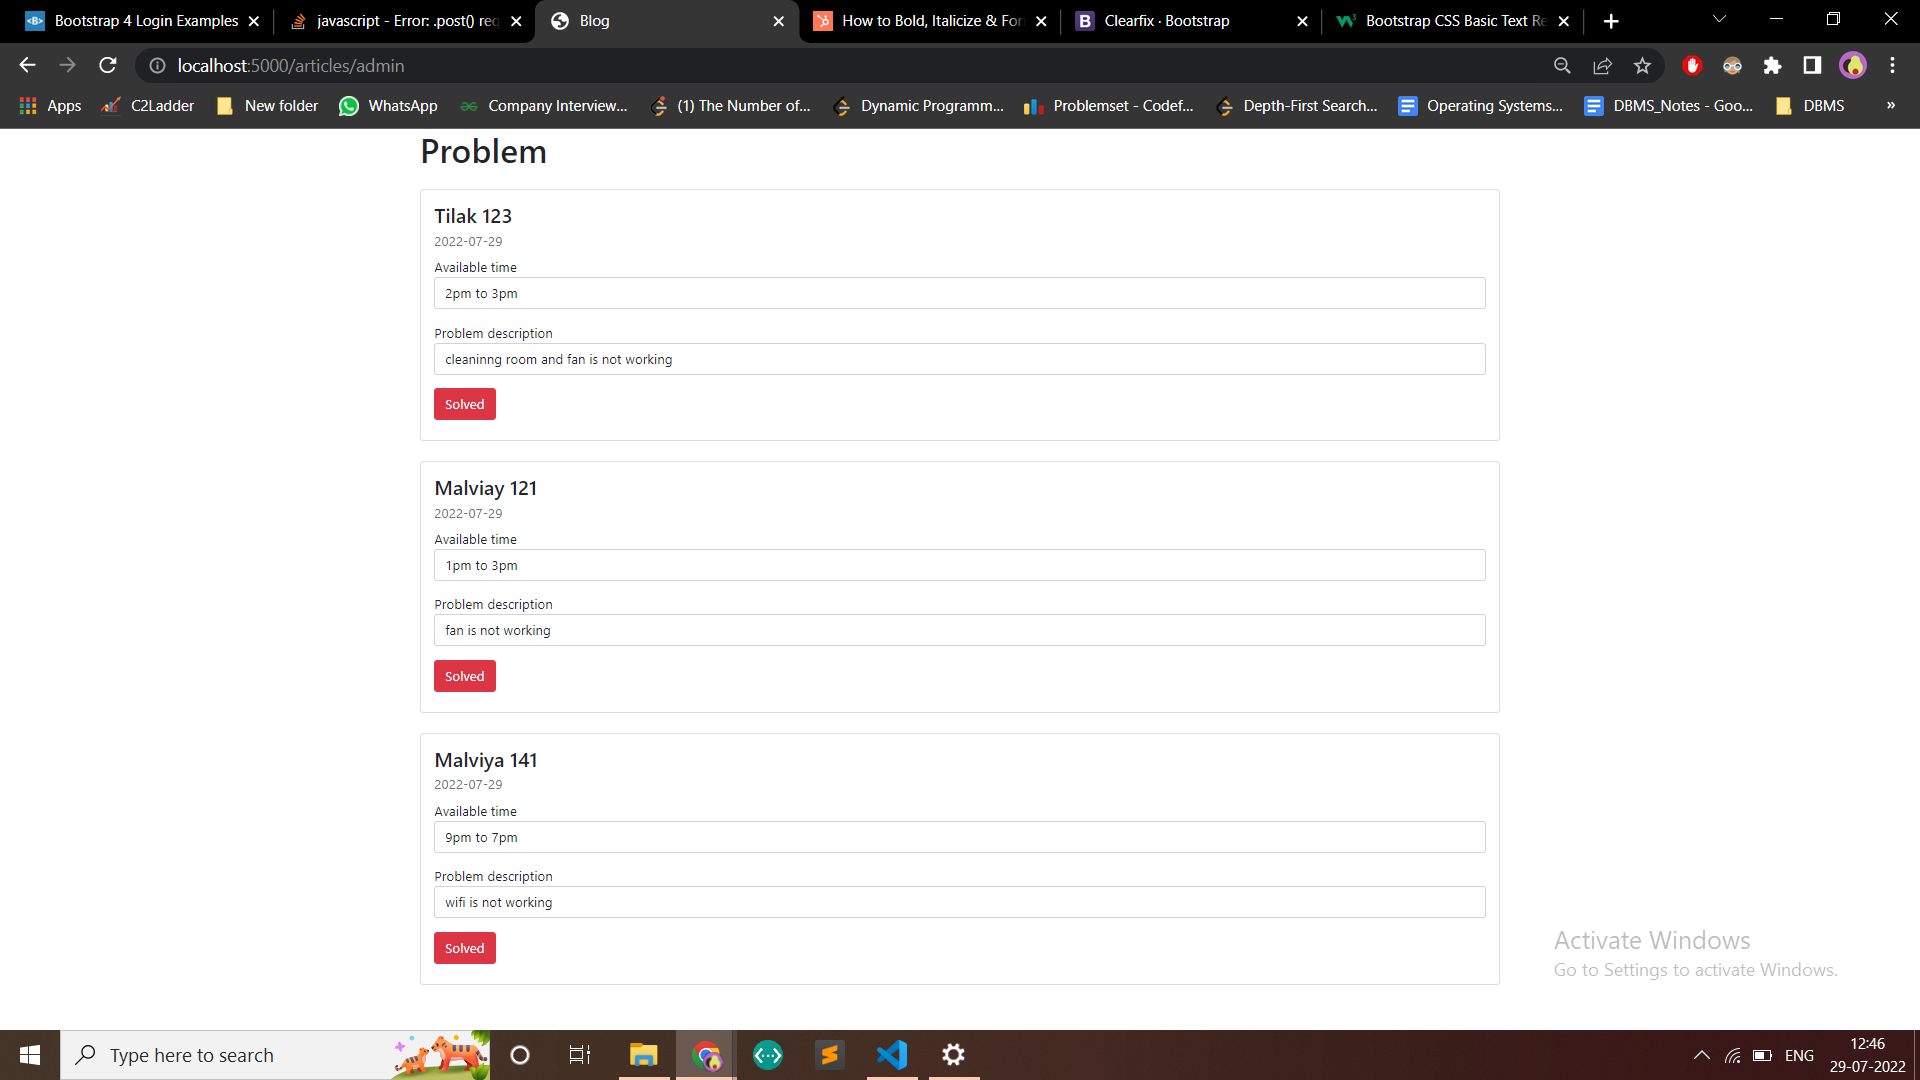 Bootstrap 4 Login Examples
javascript - Error: .post() req
Blog
How to Bold, Italicize & For
B Clearfix · Bootstrap
Bootstrap CSS Basic Text Re
localhost:5000/articles/admin
Apps
C2Ladder
New folder
WhatsApp
Company Interview...
(1) The Number of...
Dynamic Programm...
Problemset - Codef...
Depth-First Search...
Operating Systems...
DBMS_Notes - Goo...
DBMS
»
Problem
Tilak 123
2022-07-29
Available time
2pm to 3pm
Problem description
cleaninng room and fan is not working
Solved
Malviay 121
2022-07-29
Available time
1pm to 3pm
Problem description
fan is not working
Solved
Malviya 141
2022-07-29
Available time
9pm to 7pm
Problem description
wifi is not working
Solved
Activate Windows
Go to Settings to activate Windows.
Type here to search
ENG
12:46
29-07-2022